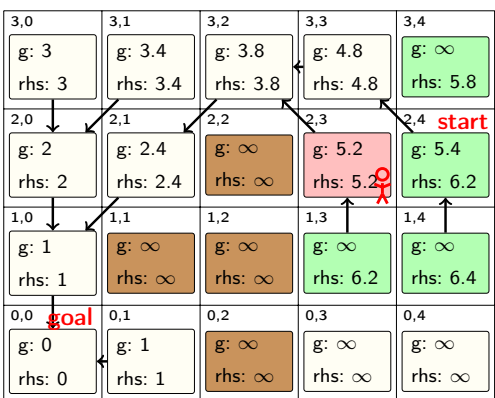 3,0 3,1 3,2 3,3 3,4
g: 3 g: 3.4 g: 3.8 g: 4.8 g: ∞
rhs: 3 rhs: 3.4 rhs: 3.8 rhs: 4.8 rhs: 5.8
2,0 2,1 2,2 2,3 2,4 start
g: 2 g: 2.4 g: ∞ g: 5.2 g: 5.4
rhs: 2 rhs: 2.4 rhs: ∞ rhs: 5.2 rhs: 6.2
1,0 1,1 1,2 1,3 1,4
g: 1 g: ∞ g: ∞ g: ∞ g: ∞
rhs: 1 rhs: ∞ rhs: ∞ rhs: 6.2 rhs: 6.4
0,0 goal 0,1 0,2 0,3 0,4
g: 0 g: 1 g: ∞ g: ∞ g: ∞
rhs: 0 rhs: 1 rhs: ∞ rhs: ∞ rhs: ∞